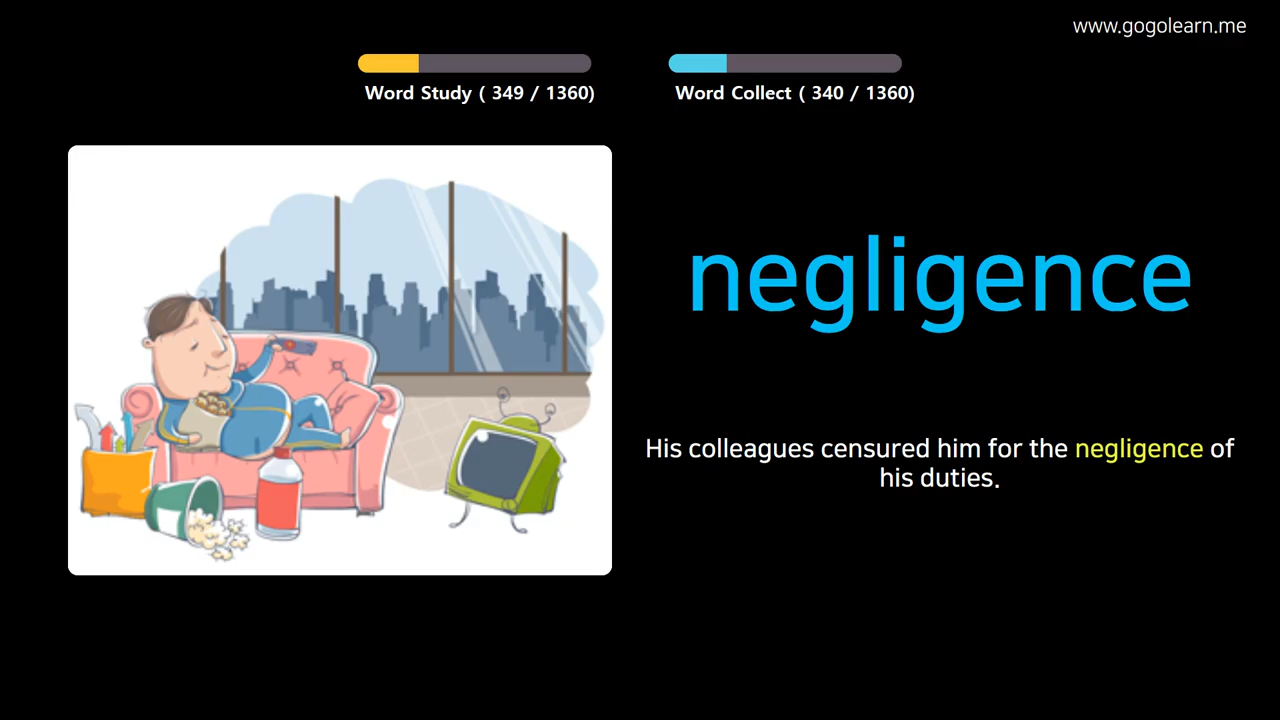 www.gogolearn.me
Word Study ( 349 / 1360)
Word Collect ( 340 / 1360)
negligence
His colleagues censured him for the negligence of
his duties.